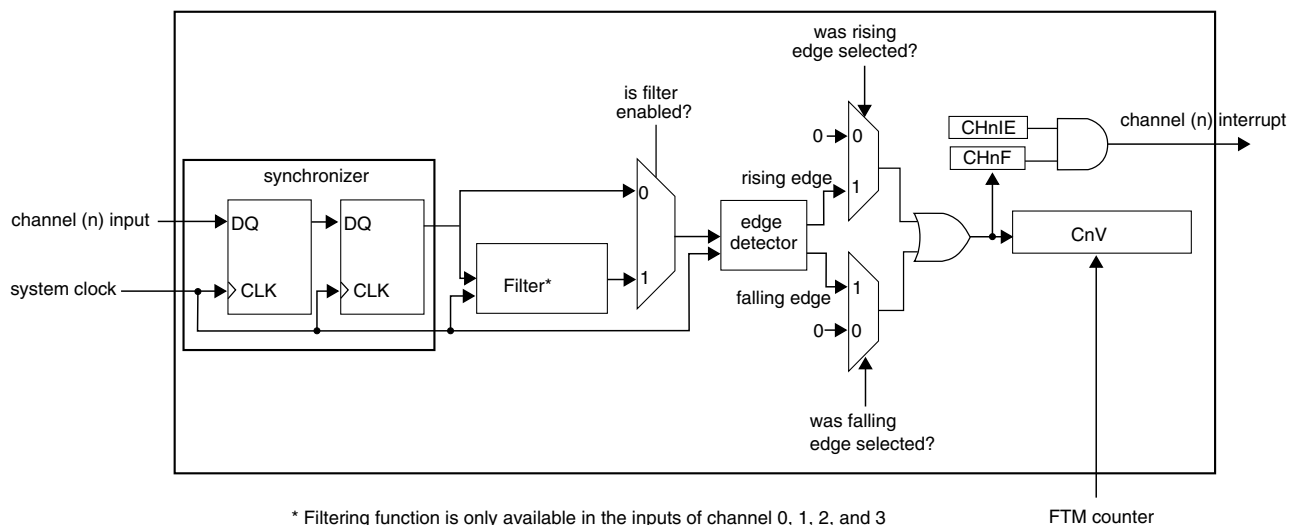 was rising
edge selected?
is filter
enabled?
synchronizer
channel (n) input
system clock
DQ
CLK
DQ
CLK
Filter*
0
1
edge
detector
rising edge
falling edge
0
0
1
1
0
0
was falling
edge selected?
CHnIE
CHnF
channel (n) interrupt
CnV
* Filtering function is only available in the inputs of channel 0, 1, 2, and 3
FTM counter